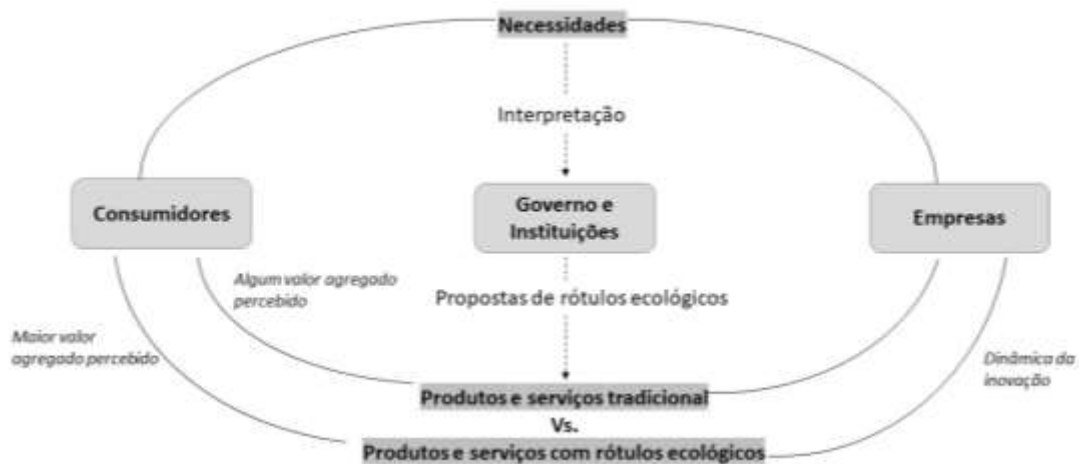 Necessidades
Interpretação
Consumidores
Governo e
Instituições
Empresas
Algum valor agregado
percebido
Propostas de rótulos ecológicos
Maior valor
agregado percebido
Dinâmica da
inovação
Produtos e serviços tradicional
Vs.
Produtos e serviços com rótulos ecológicos